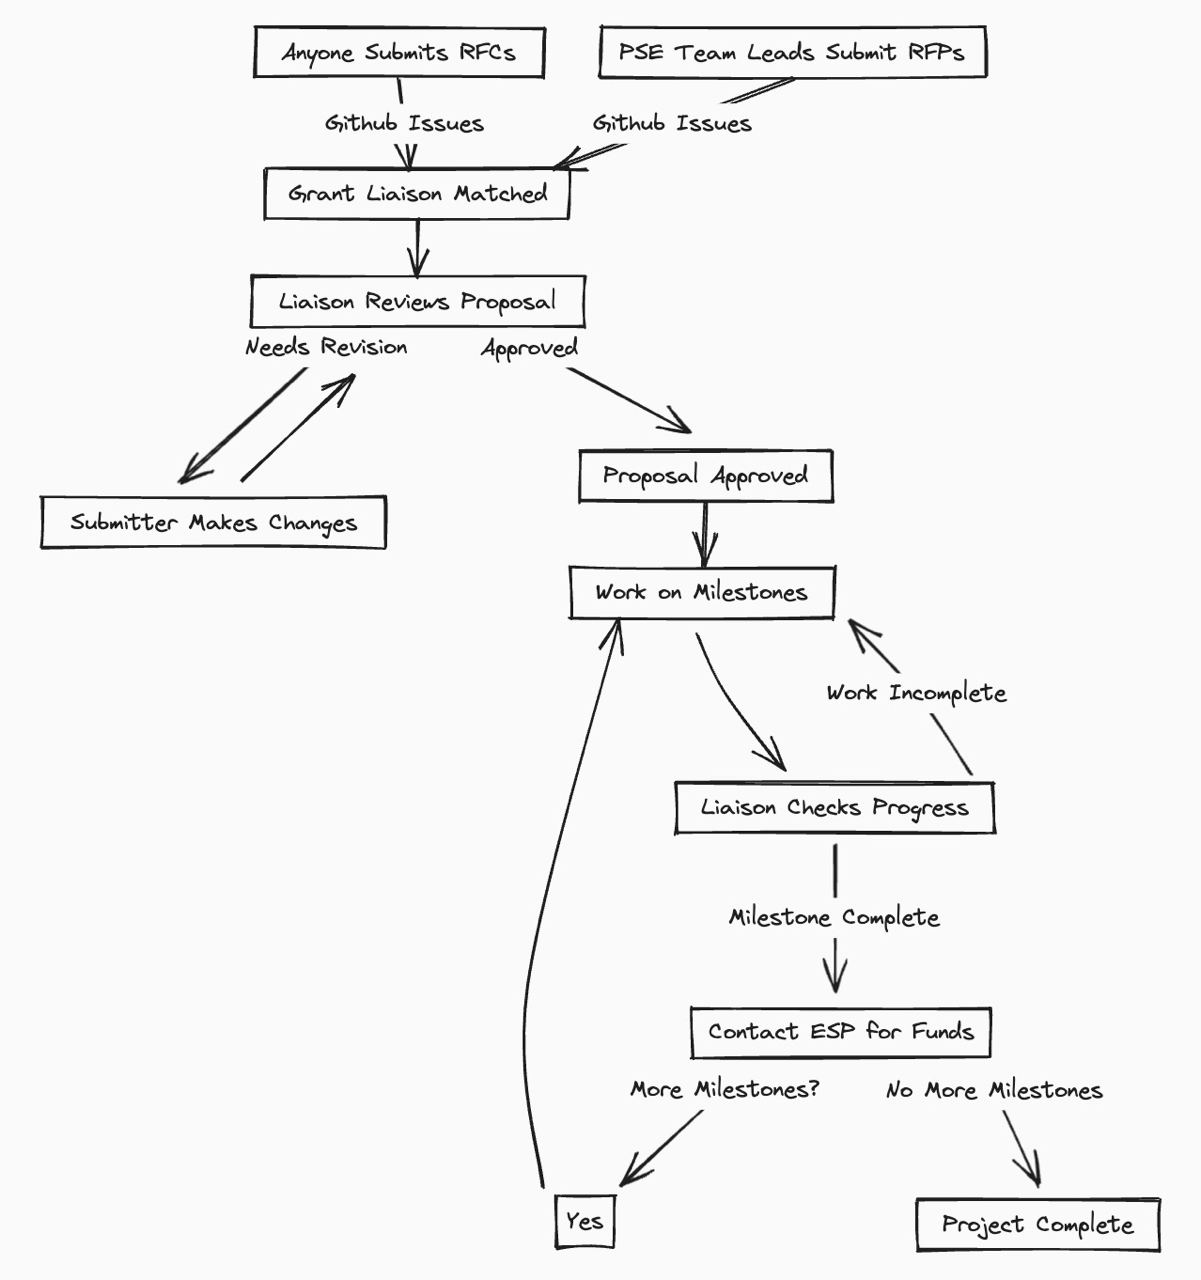 Anyone Submits RFCs
PSE Team Leads Submit RFPs
Github Issues
Github Issues
Grant Liaison Matched
Liaison Reviews Proposal
Needs Revision
Approved
Proposal Approved
Submitter Makes Changes
Work on Milestones
Work Incomplete
Liaison Checks Progress
Milestone Complete
Contact ESP for Funds
More Milestones?
No More Milestones
Yes
Project Complete